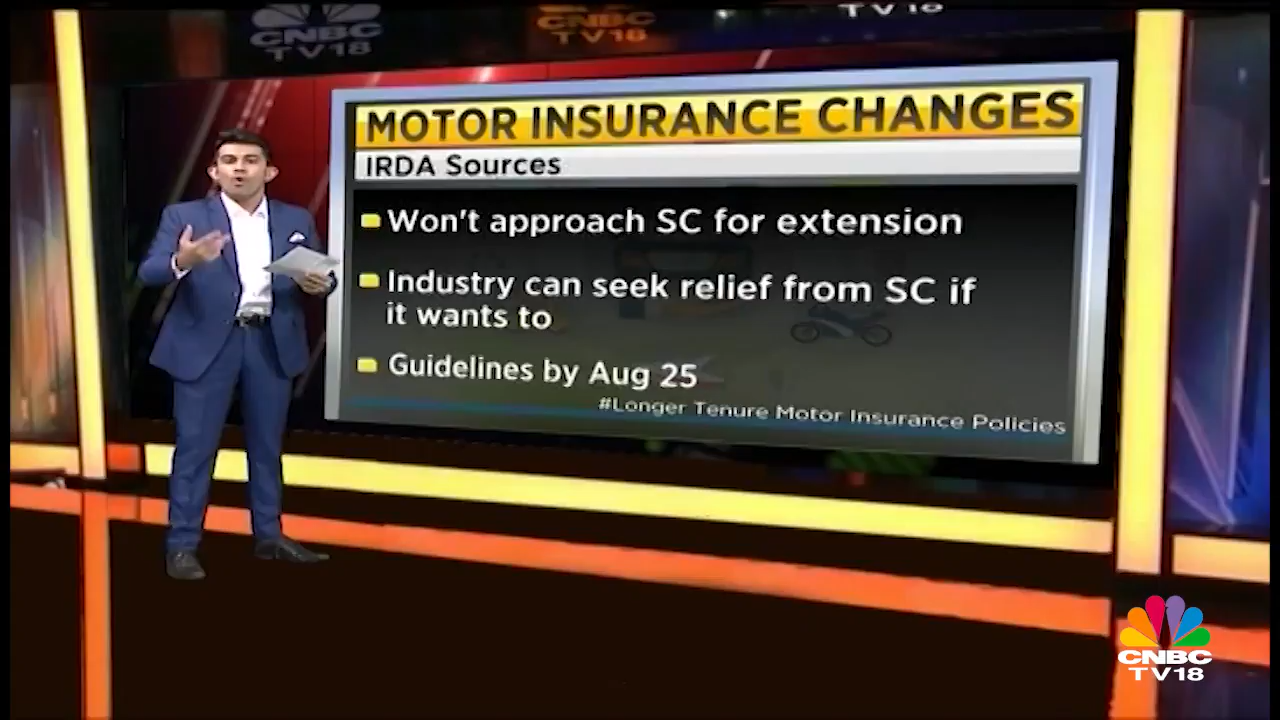 CNBC
TV18
CNBC
TV18
TV18
MOTOR INSURANCE CHANGES
IRDA Sources
Won't approach SC for extension
Industry can seek relief from SC if
it wants to
Guidelines by Aug 25
#Longer Tenure Motor Insurance Policies
CNBC
TV18